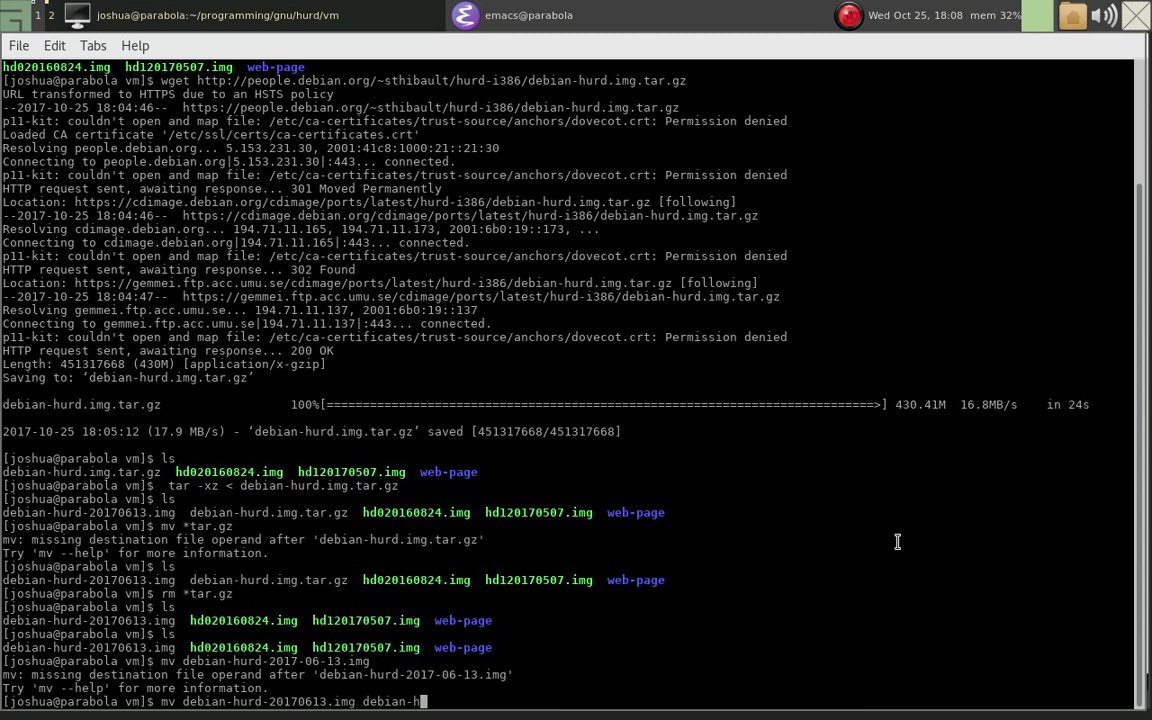 1 2 joshua@parabola:~/programming/gnu/hurd/vm emacs@parabola Wed Oct 25, 18:08 mem 32%
File Edit Tabs Help
hd020160824.img hd120170507.img web-page
[joshua@parabola vm]$ wget http://people.debian.org/~sthibault/hurd-i386/debian-hurd.img.tar.gz
URL transformed to HTTPS due to an HSTS policy
--2017-10-25 18:04:46-- https://people.debian.org/~sthibault/hurd-i386/debian-hurd.img.tar.gz
p11-kit: couldn't open and map file: /etc/ca-certificates/trust-source/anchors/dovecot.crt: Permission denied
Loaded CA certificate '/etc/ssl/certs/ca-certificates.crt'
Resolving people.debian.org... 5.153.231.30, 2001:41c8:1000:21::21:30
Connecting to people.debian.org|5.153.231.30|:443... connected.
p11-kit: couldn't open and map file: /etc/ca-certificates/trust-source/anchors/dovecot.crt: Permission denied
HTTP request sent, awaiting response... 301 Moved Permanently
Location: https://cdimage.debian.org/cdimage/ports/latest/hurd-i386/debian-hurd.img.tar.gz [following]
--2017-10-25 18:04:46-- https://cdimage.debian.org/cdimage/ports/latest/hurd-i386/debian-hurd.img.tar.gz
Resolving cdimage.debian.org... 194.71.11.165, 194.71.11.173, 2001:6b0:19::173, ...
Connecting to cdimage.debian.org|194.71.11.165|:443... connected.
p11-kit: couldn't open and map file: /etc/ca-certificates/trust-source/anchors/dovecot.crt: Permission denied
HTTP request sent, awaiting response... 302 Found
Location: https://gemmei.ftp.acc.umu.se/cdimage/ports/latest/hurd-i386/debian-hurd.img.tar.gz [following]
--2017-10-25 18:04:47-- https://gemmei.ftp.acc.umu.se/cdimage/ports/latest/hurd-i386/debian-hurd.img.tar.gz
Resolving gemmei.ftp.acc.umu.se... 194.71.11.137, 2001:6b0:19::137
Connecting to gemmei.ftp.acc.umu.se|194.71.11.137|:443... connected.
p11-kit: couldn't open and map file: /etc/ca-certificates/trust-source/anchors/dovecot.crt: Permission denied
HTTP request sent, awaiting response... 200 OK
Length: 451317668 (430M) [application/x-gzip]
Saving to: ‘debian-hurd.img.tar.gz’
debian-hurd.img.tar.gz 100%[============================================================================>] 430.41M 16.8MB/s in 24s
2017-10-25 18:05:12 (17.9 MB/s) - ‘debian-hurd.img.tar.gz’ saved [451317668/451317668]
[joshua@parabola vm]$ ls
debian-hurd.img.tar.gz hd020160824.img hd120170507.img web-page
[joshua@parabola vm]$  tar -xz < debian-hurd.img.tar.gz
[joshua@parabola vm]$ ls
debian-hurd-20170613.img debian-hurd.img.tar.gz hd020160824.img hd120170507.img web-page
[joshua@parabola vm]$ mv *tar.gz
mv: missing destination file operand after 'debian-hurd.img.tar.gz'
Try 'mv --help' for more information.
[joshua@parabola vm]$ ls
debian-hurd-20170613.img debian-hurd.img.tar.gz hd020160824.img hd120170507.img web-page
[joshua@parabola vm]$ rm *tar.gz
[joshua@parabola vm]$ ls
debian-hurd-20170613.img hd020160824.img hd120170507.img web-page
[joshua@parabola vm]$ ls
debian-hurd-20170613.img hd020160824.img hd120170507.img web-page
[joshua@parabola vm]$ mv debian-hurd-2017-06-13.img
mv: missing destination file operand after 'debian-hurd-2017-06-13.img'
Try 'mv --help' for more information.
[joshua@parabola vm]$ mv debian-hurd-20170613.img debian-h